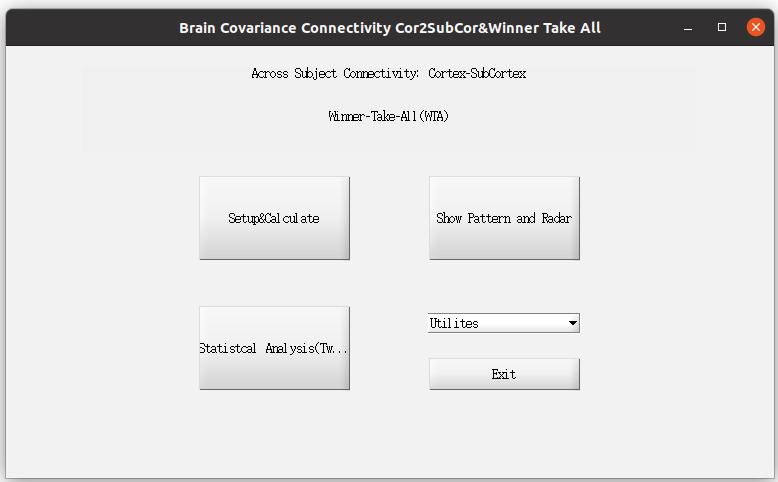 Brain Covariance Connectivity Cor2SubCor&Winner Take All
Across Subject Connectivity: Cortex-SubCortex
Winner-Take-All(WTA)
Setup&Calculate
Show Pattern and Radar
Statistcal Analysis(Tw...
Utilites
Exit